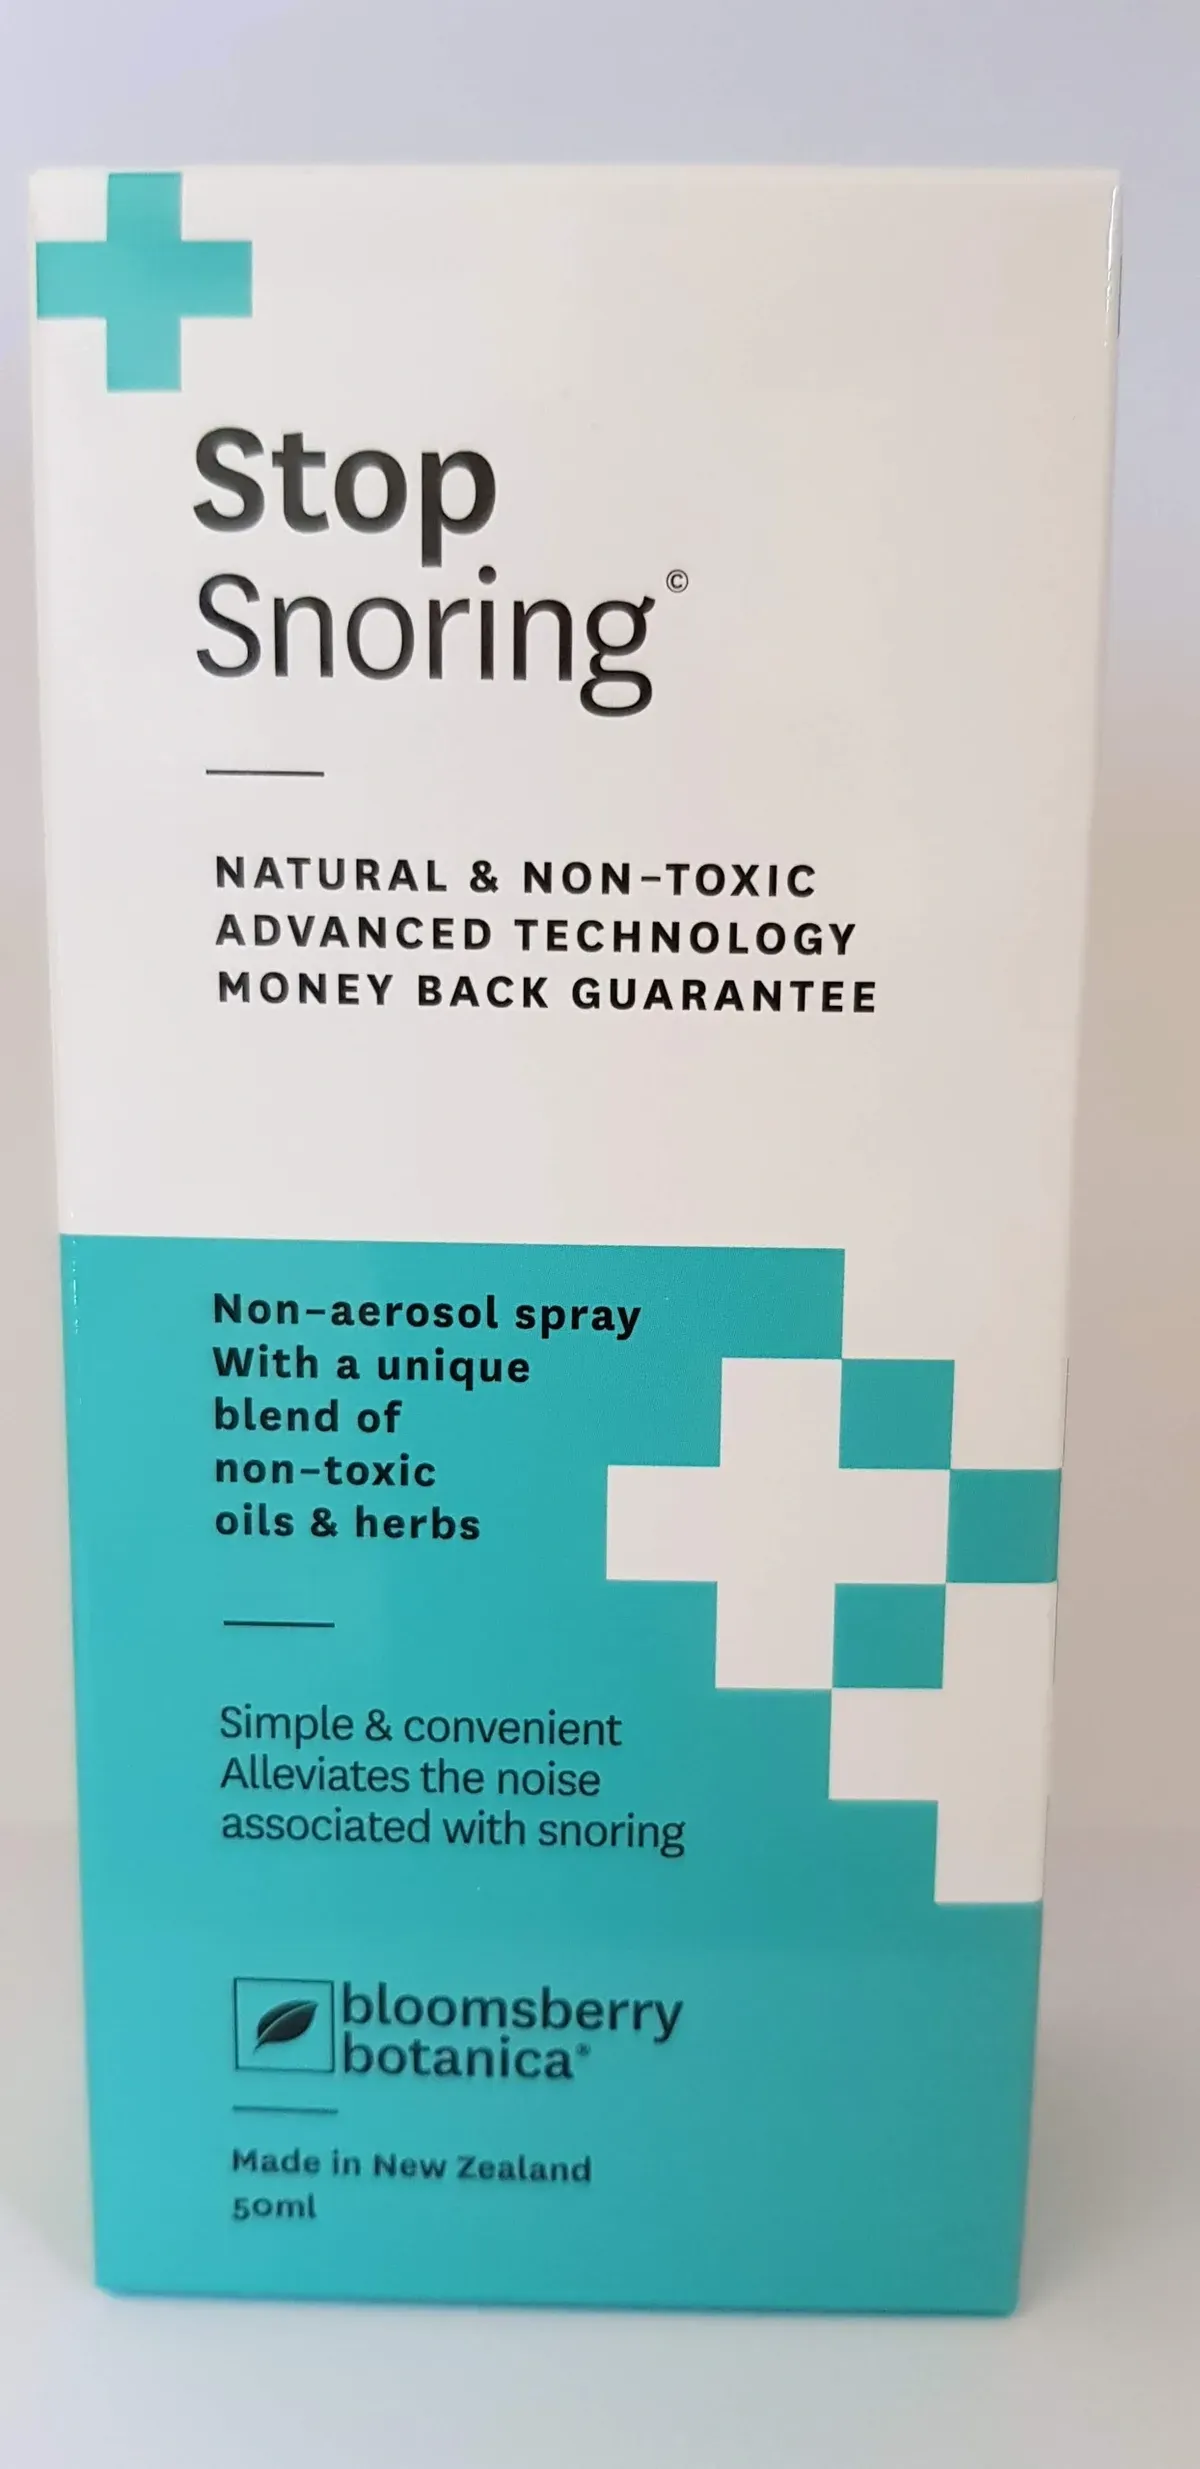 Stop
Snoring©
NATURAL & NON-TOXIC
ADVANCED TECHNOLOGY
MONEY BACK GUARANTEE
Non-aerosol spray
With a unique
blend of
non-toxic
oils & herbs
Simple & convenient
Alleviates the noise
associated with snoring
bloomsberry
botanica®
Made in New Zealand
50ml